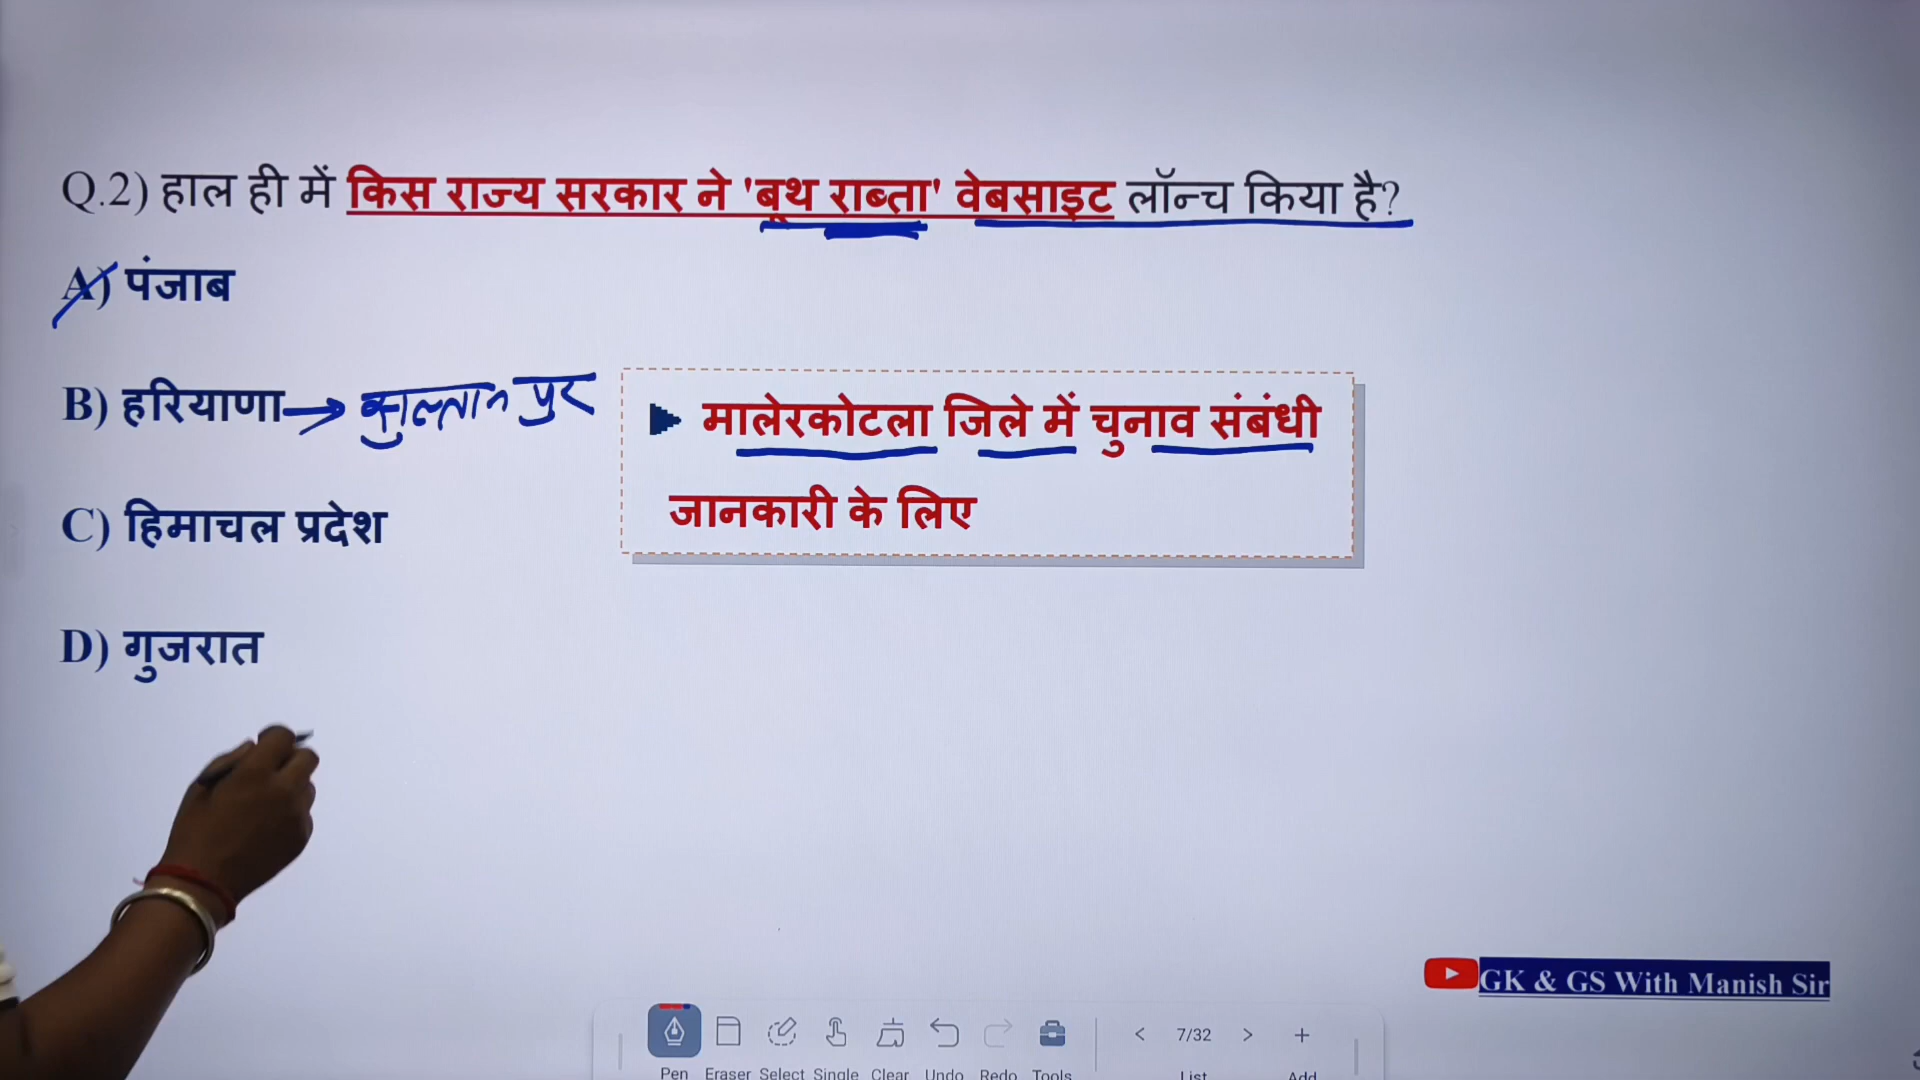 Q.2) हाल ही में किस राज्य सरकार ने 'बूथ राब्ता' वेबसाइट लॉन्च किया है?
A) पंजाब
B) हरियाणा → सुल्तानपुर
▶ मालेरकोटला जिले में चुनाव संबंधी
जानकारी के लिए
C) हिमाचल प्रदेश
D) गुजरात
GK & GS With Manish Sir
< 7/32 > +
Pen Eraser Select Single Clear Undo Redo Tools List Add